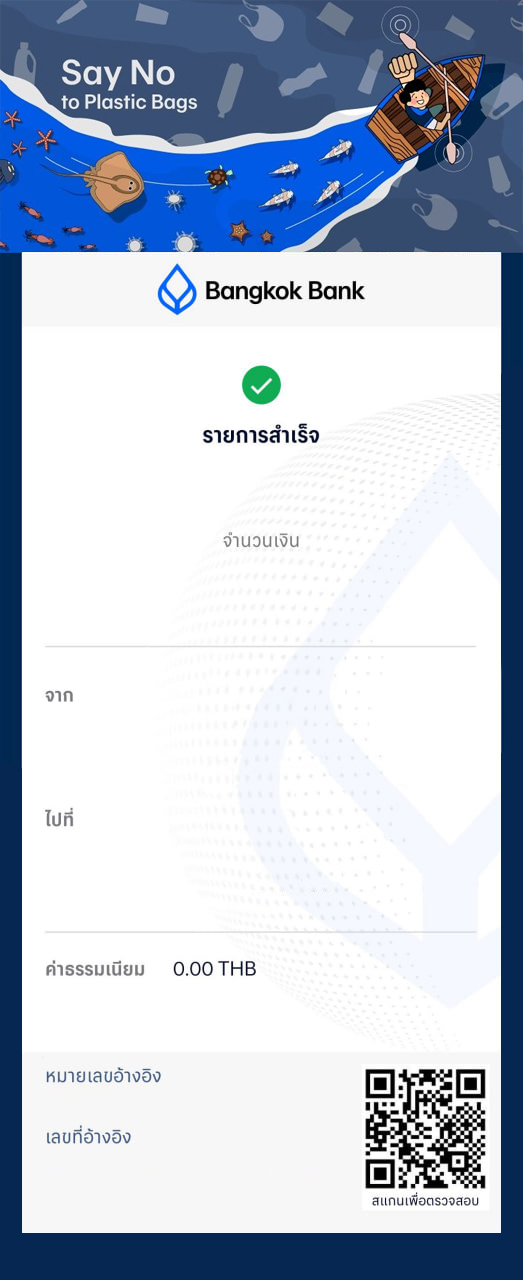 Say No
to Plastic Bags
Bangkok Bank
รายการสำเร็จ
จำนวนเงิน
จาก
ไปที่
ค่าธรรมเนียม 0.00 THB
หมายเลขอ้างอิง
เลขที่อ้างอิง
สแกนเพื่อตรวจสอบ